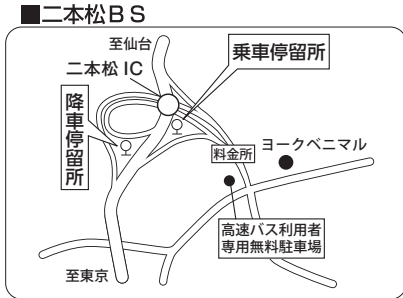 ■二本松BS
至仙台
乗車停留所
二本松IC
降車停留所
料金所
ヨークベニマル
高速バス利用者
専用無料駐車場
至東京